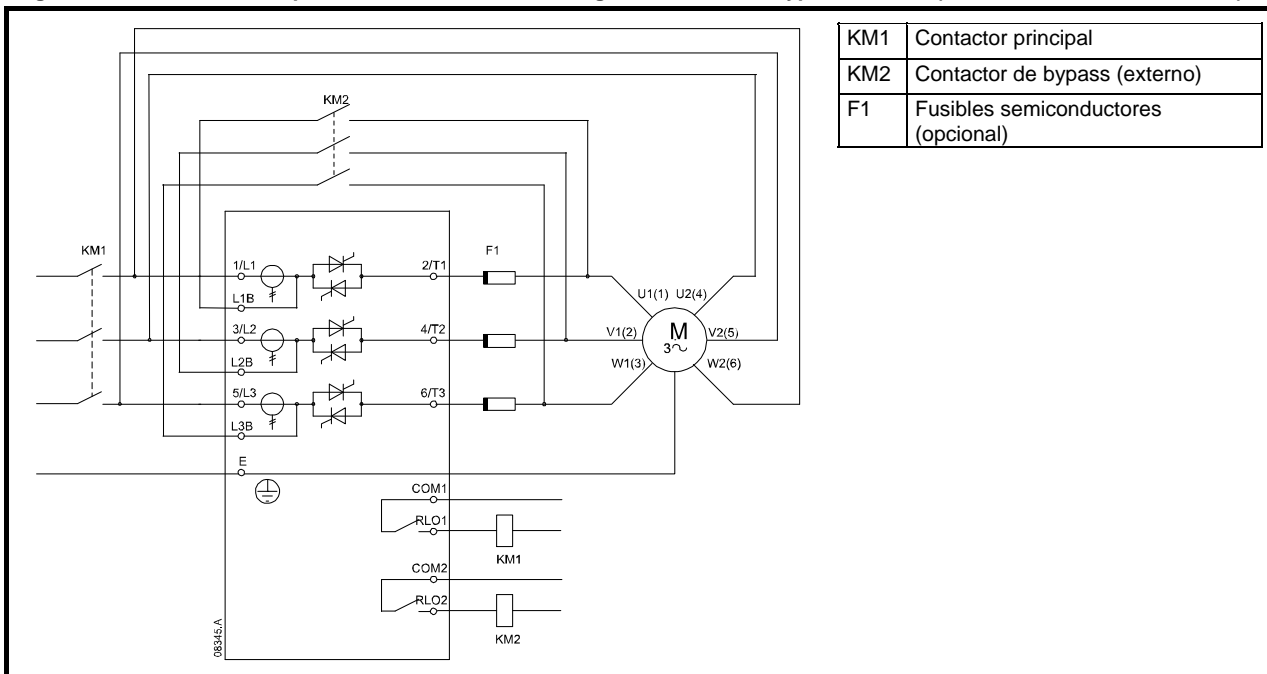 KM1 Contactor principal
KM2 Contactor de bypass (externo)
F1 Fusibles semiconductores
(opcional)
KM2
KM1
F1
1/L1
2/T1
L1B
U1(1) U2(4)
3/L2
4/T2
V1(2)
M
V2(5)
3~
L2B
W1(3)
W2(6)
5/L3
6/T3
L3B
E
COM1
RLO1
KM1
COM2
RLO2
KM2
08345.A